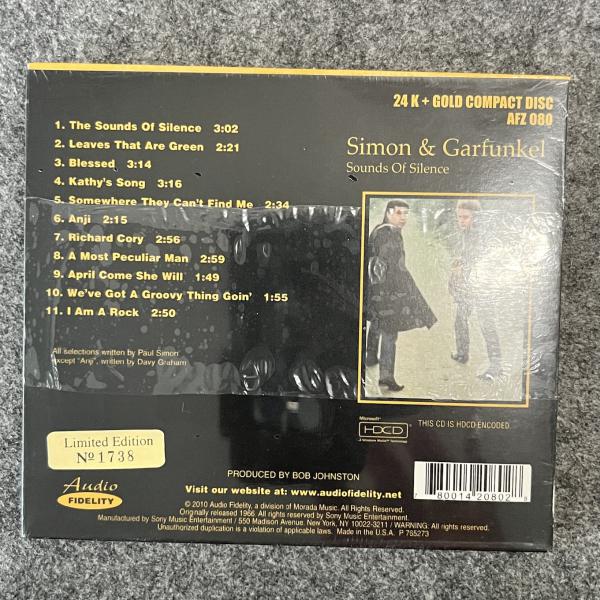 24 K + GOLD COMPACT DISC
AFZ 080
Simon & Garfunkel
Sounds Of Silence
1. The Sounds Of Silence 3:02
2. Leaves That Are Green 2:21
3. Blessed 3:14
4. Kathy's Song 3:16
5. Somewhere They Can't Find Me 2:34
6. Anji 2:15
7. Richard Cory 2:56
8. A Most Peculiar Man 2:59
9. April Come She Will 1:49
10. We've Got A Groovy Thing Goin' 1:55
11. I Am A Rock 2:50
All selections written by Paul Simon
except "Anji", written by Davy Graham
Microsoft
HDCD
A Windows Media Technology
THIS CD IS HDCD ENCODED.
Limited Edition
Nº 1738
Audio
FIDELITY
PRODUCED BY BOB JOHNSTON
Visit our website at: www.audiofidelity.net
7 80014 20802 8
© 2010 Audio Fidelity, a division of Morada Music. All Rights Reserved.
Originally released 1966. All rights reserved by Sony Music Entertainment.
Manufactured by Sony Music Entertainment / 550 Madison Avenue. New York, NY 10022-3211 / WARNING: All Rights Reserved.
Unauthorized duplication is a violation of applicable laws. Made in the U.S.A. P 765273